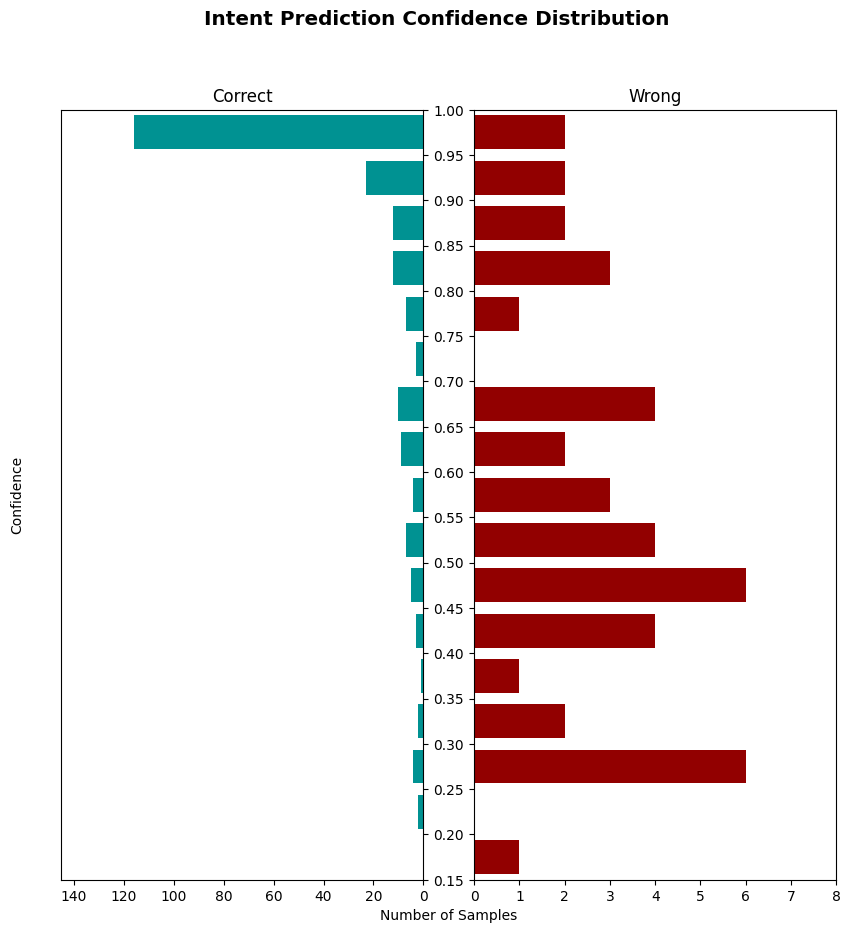 Intent Prediction Confidence Distribution
Correct
Wrong
1.00
0.95
0.90
0.85
0.80
0.75
0.70
0.65
0.60
0.55
0.50
0.45
0.40
0.35
0.30
0.25
0.20
0.15
Confidence
140 120 100 80 60 40 20 0
0 1 2 3 4 5 6 7 8
Number of Samples